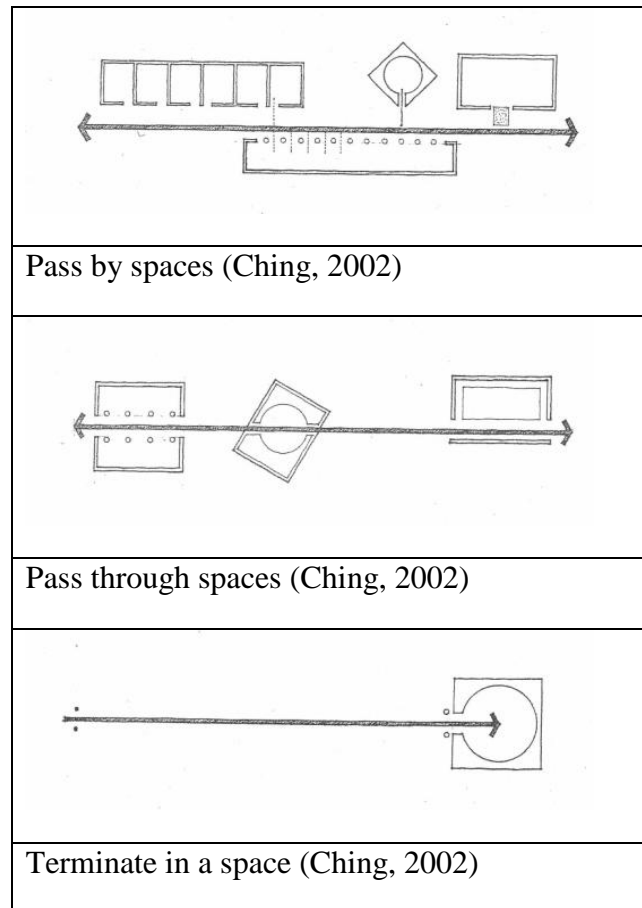 Pass by spaces (Ching, 2002)
Pass through spaces (Ching, 2002)
Terminate in a space (Ching, 2002)